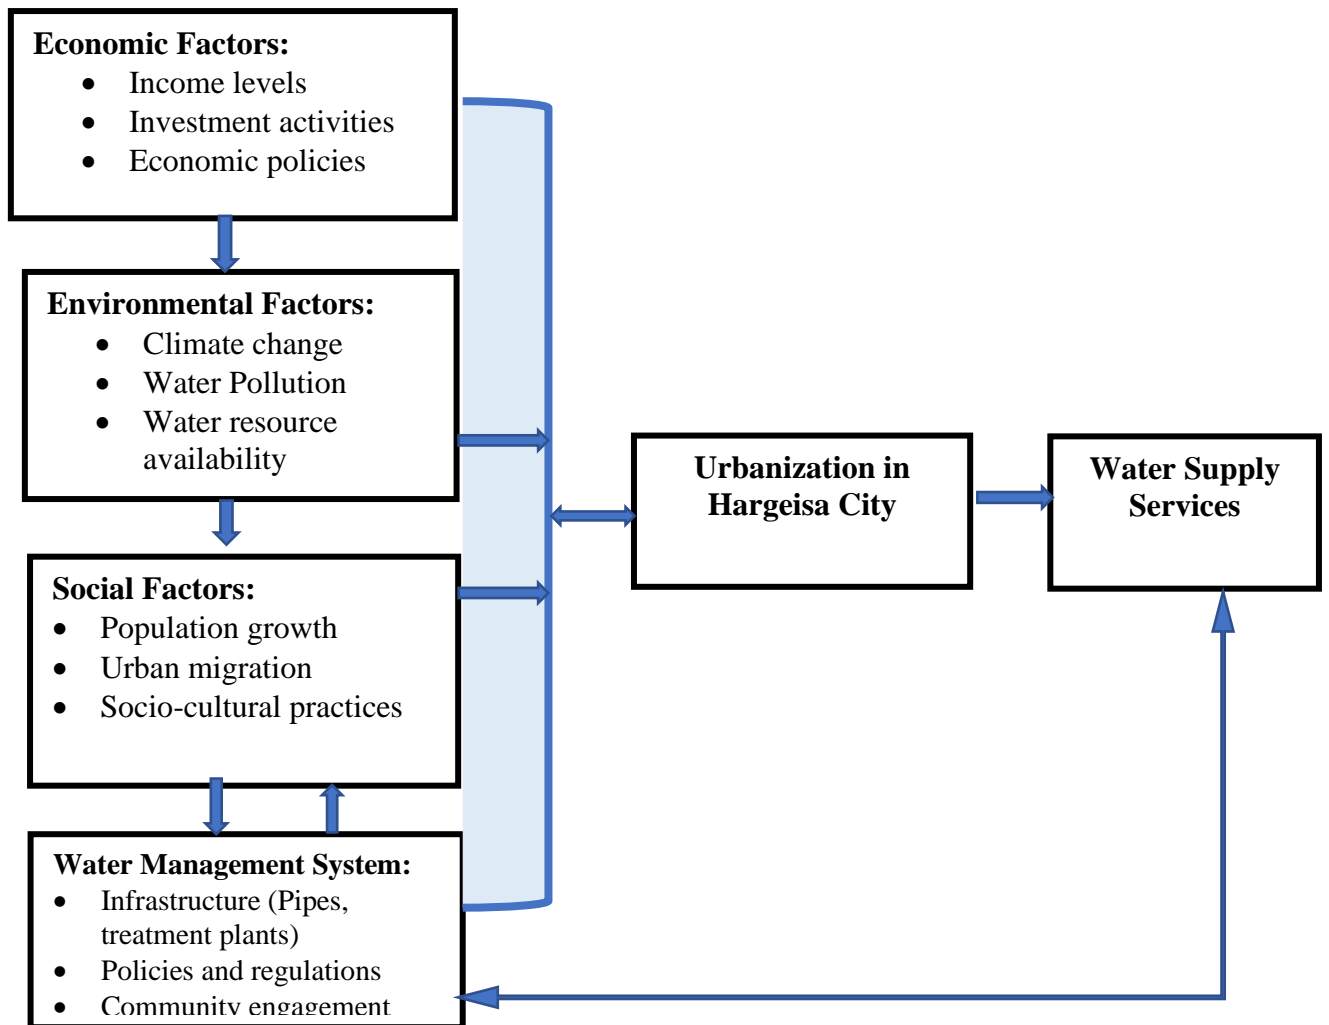 Economic Factors:
• Income levels
• Investment activities
• Economic policies
Environmental Factors:
• Climate change
• Water Pollution
• Water resource
availability
Social Factors:
• Population growth
• Urban migration
• Socio-cultural practices
Water Management System:
• Infrastructure (Pipes,
treatment plants)
• Policies and regulations
• Community engagement
Urbanization in
Hargeisa City
Water Supply
Services